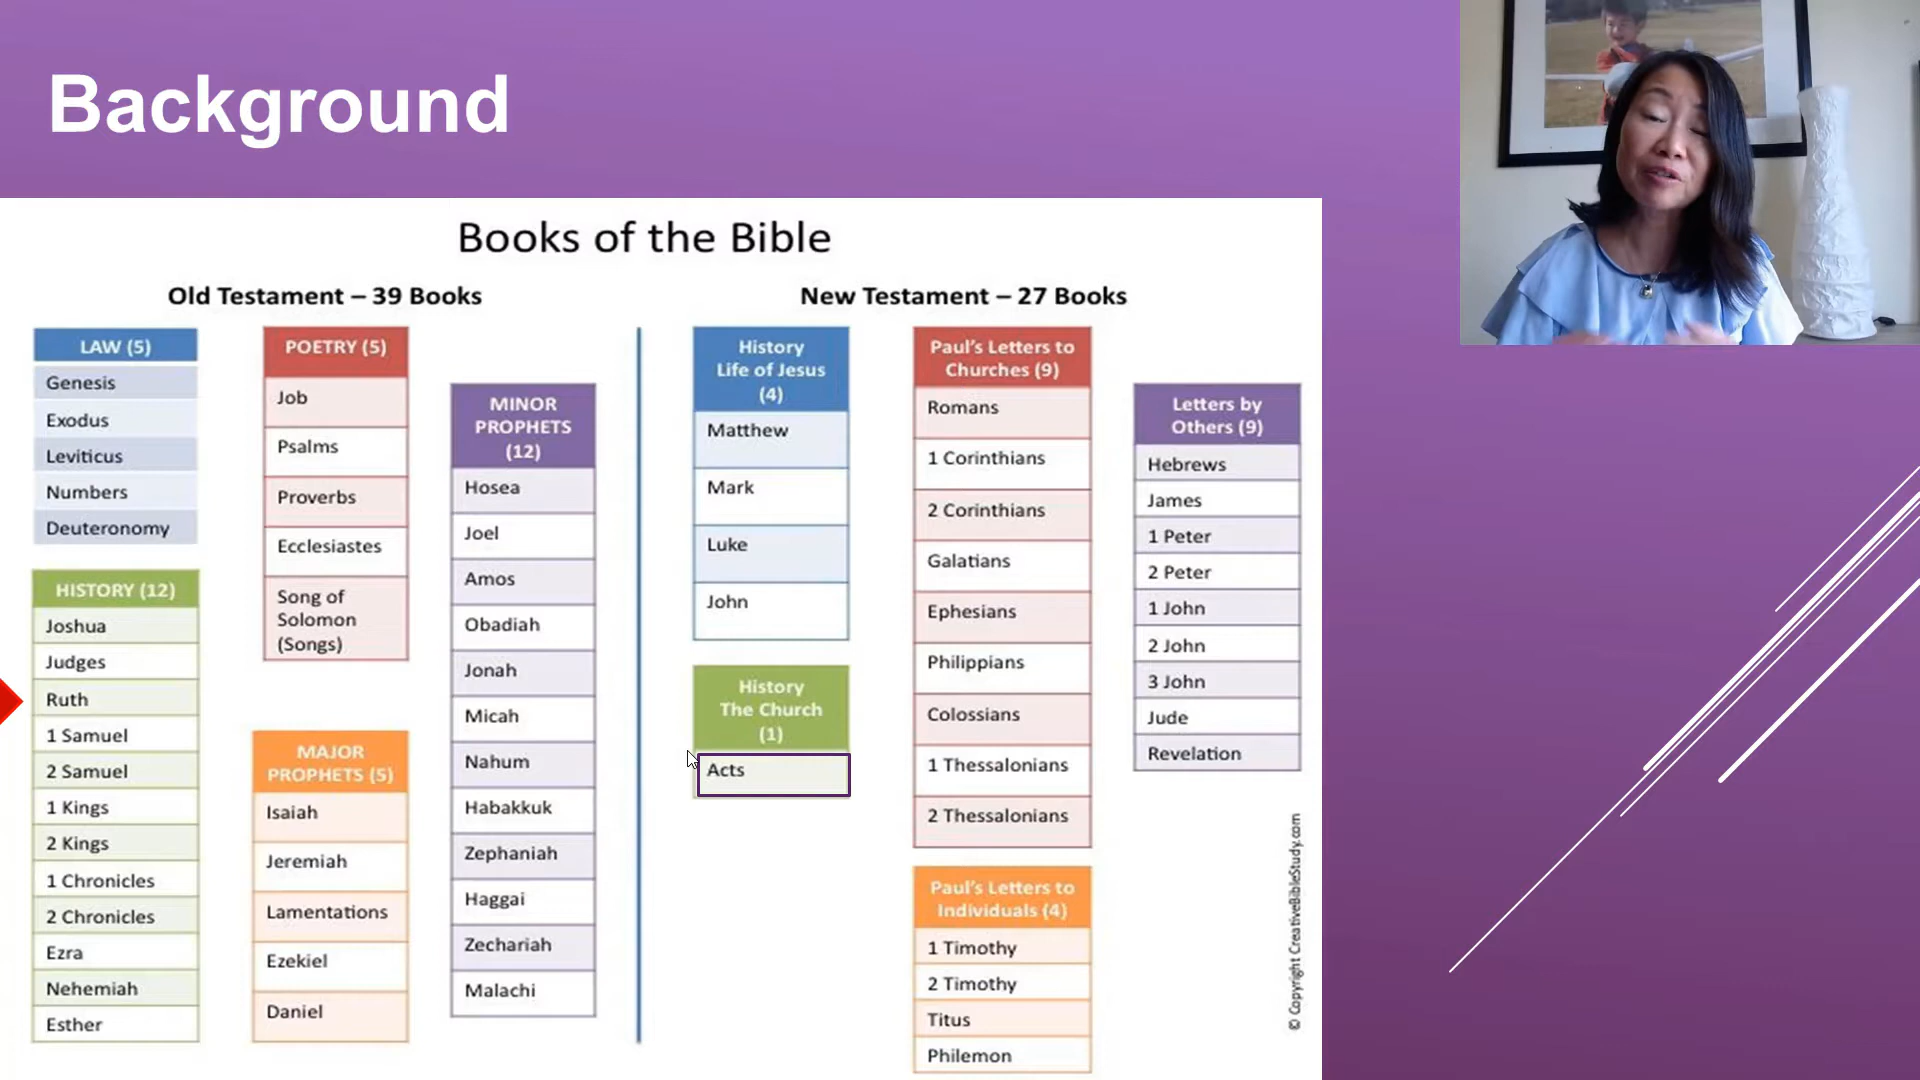 Background
Books of the Bible
Old Testament – 39 Books
LAW (5)
Genesis
Exodus
Leviticus
Numbers
Deuteronomy
HISTORY (12)
Joshua
Judges
Ruth
1 Samuel
2 Samuel
1 Kings
2 Kings
1 Chronicles
2 Chronicles
Ezra
Nehemiah
Esther
POETRY (5)
Job
Psalms
Proverbs
Ecclesiastes
Song of
Solomon
(Songs)
MAJOR
PROPHETS (5)
Isaiah
Jeremiah
Lamentations
Ezekiel
Daniel
MINOR
PROPHETS
(12)
Hosea
Joel
Amos
Obadiah
Jonah
Micah
Nahum
Habakkuk
Zephaniah
Haggai
Zechariah
Malachi
New Testament – 27 Books
History
Life of Jesus
(4)
Matthew
Mark
Luke
John
History
The Church
(1)
Acts
Paul's Letters to
Churches (9)
Romans
1 Corinthians
2 Corinthians
Galatians
Ephesians
Philippians
Colossians
1 Thessalonians
2 Thessalonians
Paul's Letters to
Individuals (4)
1 Timothy
2 Timothy
Titus
Philemon
Letters by
Others (9)
Hebrews
James
1 Peter
2 Peter
1 John
2 John
3 John
Jude
Revelation
© Copyright CreativeBibleStudy.com